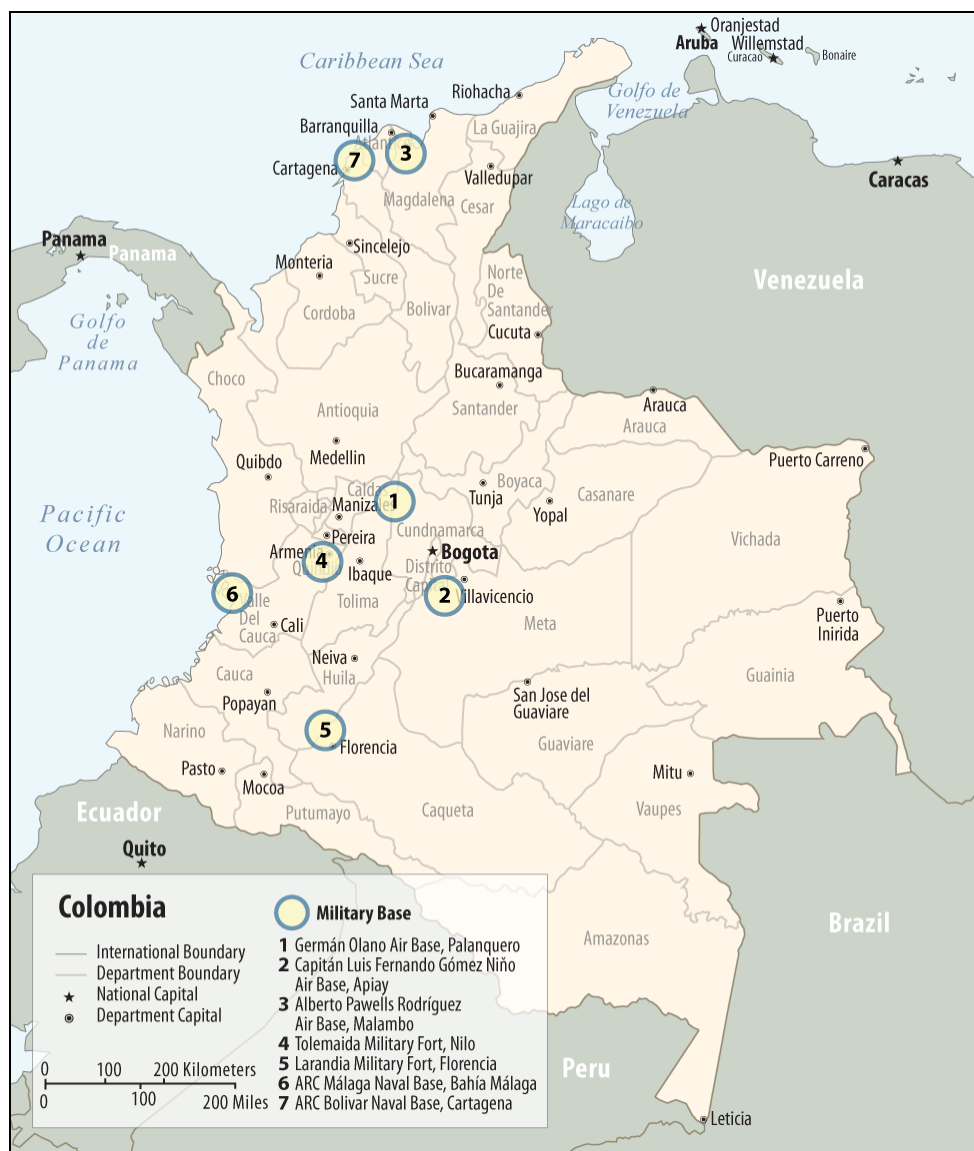 Oranjestad
Aruba
Willemstad
Curacao
Bonaire
Caribbean Sea
Riohacha
Golfo de
Venezuela
Santa Marta
Barranquilla
La Guajira
7
3
Cartagena
Valledupar
Caracas
Magdalena
Cesar
Lago de
Maracaibo
Panama
Panama
Sincelejo
Monteria
Sucre
Norte
De
Santander
Venezuela
Cordoba
Bolivar
Golfo
de
Panama
Cucuta
Choco
Bucaramanga
Antioquia
Santander
Arauca
Arauca
Medellin
Quibdo
Puerto Carreno
Boyaca
Tunja
Casanare
Yopal
Caldas
1
Risaraida
Manizales
Pacific
Ocean
Cundnamarca
Vichada
Pereira
Armenia
4
Bogota
Ibaque
Distrito
Capital
2
Villavicencio
6
Valle
Del
Cauca
Tolima
Cali
Meta
Puerto
Inirida
Neiva
Huila
Cauca
Popayan
San Jose del
Guaviare
Guainia
Narino
5
Florencia
Guaviare
Pasto
Mocoa
Mitu
Putumayo
Caqueta
Vaupes
Ecuador
Quito
Brazil
Amazonas
Peru
Leticia
Colombia
International Boundary
Department Boundary
National Capital
Department Capital
0 100 200 Kilometers
0 100 200 Miles
Military Base
1 Germán Olano Air Base, Palanquero
2 Capitán Luis Fernando Gómez Niño
Air Base, Apiay
3 Alberto Pawells Rodríguez
Air Base, Malambo
4 Tolemaida Military Fort, Nilo
5 Larandia Military Fort, Florencia
6 ARC Málaga Naval Base, Bahía Málaga
7 ARC Bolivar Naval Base, Cartagena